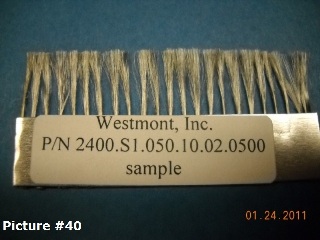 Westmont, Inc.
P/N 2400.S1.050.10.02.0500
sample
Picture #40
01.24.2011